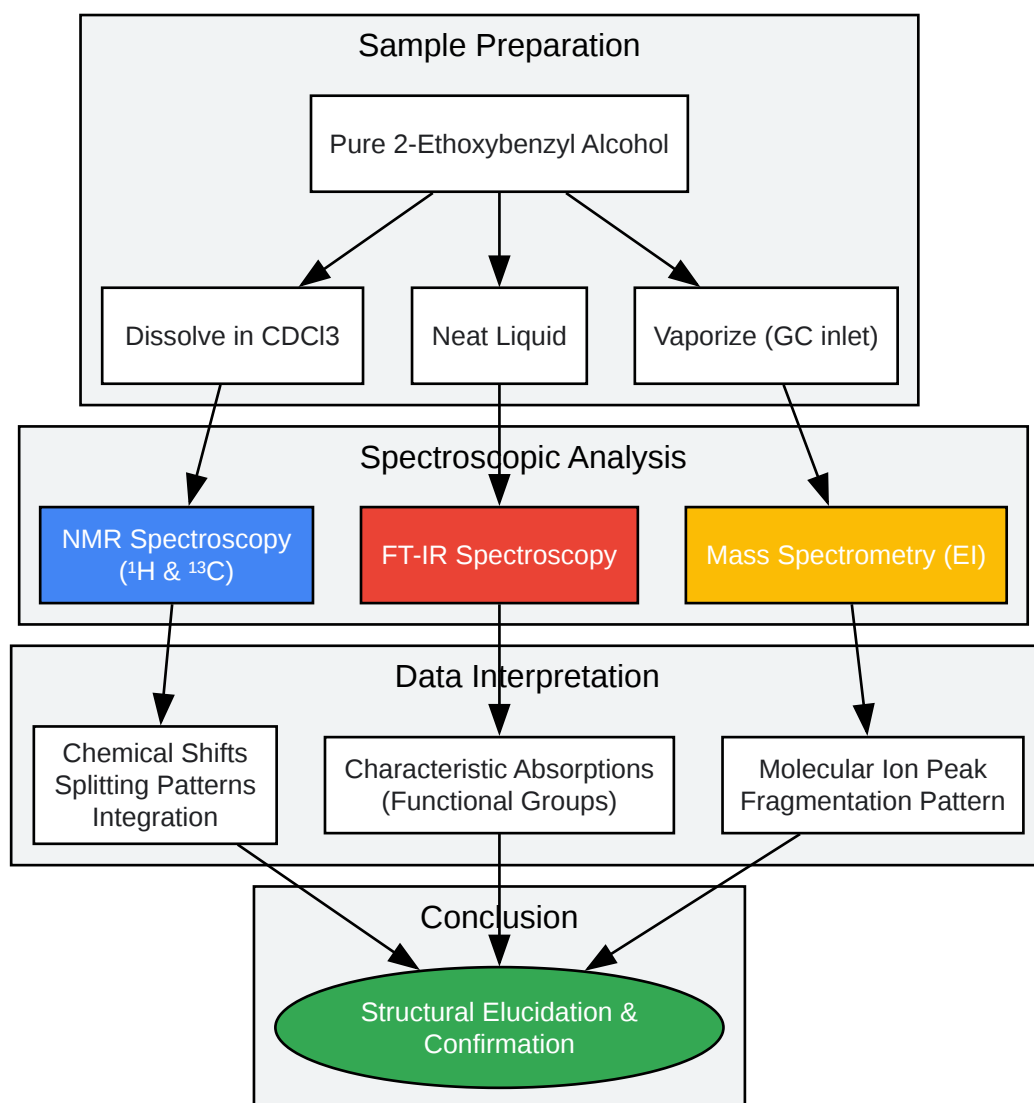 Sample Preparation
Pure 2-Ethoxybenzyl Alcohol
Dissolve in CDCl3
Neat Liquid
Vaporize (GC inlet)
Spectroscopic Analysis
NMR Spectroscopy
(¹H & ¹³C)
FT-IR Spectroscopy
Mass Spectrometry (EI)
Data Interpretation
Chemical Shifts
Splitting Patterns
Integration
Characteristic Absorptions
(Functional Groups)
Molecular Ion Peak
Fragmentation Pattern
Conclusion
Structural Elucidation &
Confirmation